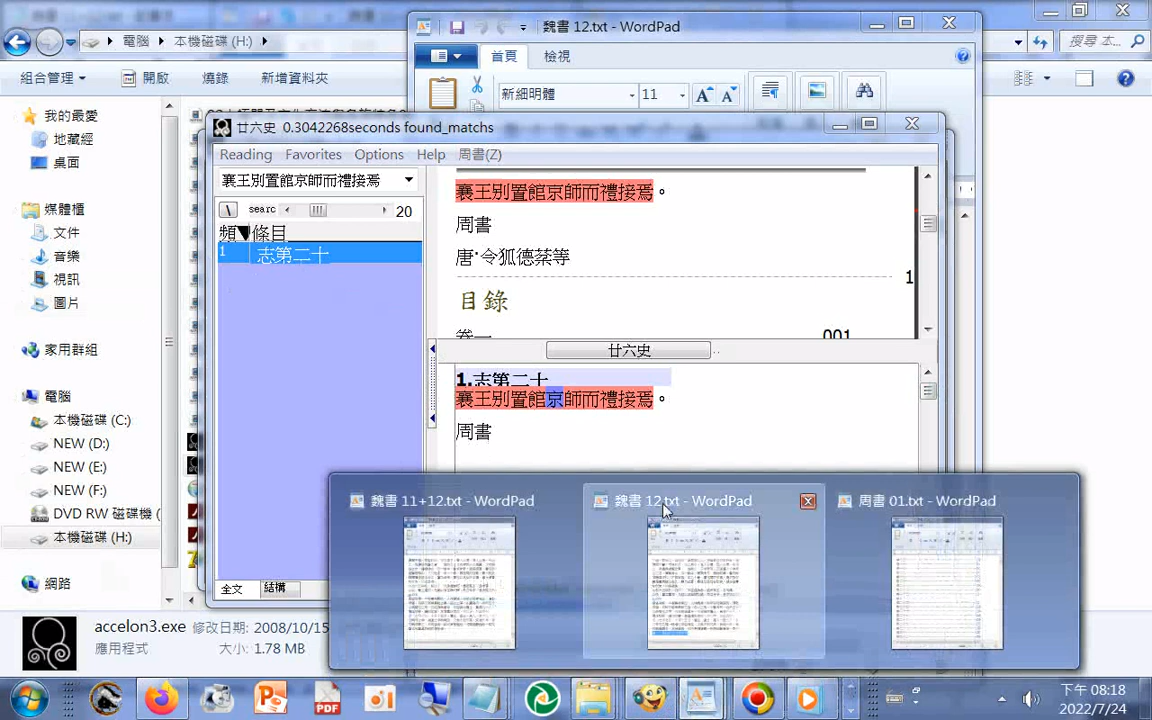 魏書 12.txt - WordPad
電腦 ▸ 本機磁碟 (H:) ▸
搜尋 本...
首頁
檢視
組合管理
開啟
燒錄
新增資料夾
新細明體
11
我的最愛
地藏經
桌面
媒體櫃
文件
音樂
視訊
圖片
家用群組
電腦
本機磁碟 (C:)
NEW (D:)
NEW (E:)
NEW (F:)
DVD RW 磁碟機 (
本機磁碟 (H:)
網路
廿六史 0.3042268seconds found_matchs
Reading Favorites Options Help 周書(Z)
襄王別置館京師而禮接焉
\ searc 20
頻▼條目
1 志第二十
全文 結構
襄王別置館京師而禮接焉。
周書
唐·令狐德棻等
1
目錄
卷一 001
廿六史
1.志第二十
襄王別置館京師而禮接焉。
周書
魏書 11+12.txt - WordPad
魏書 12.txt - WordPad
周書 01.txt - WordPad
accelon3.exe 修改日期: 2008/10/15
應用程式 大小: 1.78 MB
PDF
下午 08:18
2022/7/24